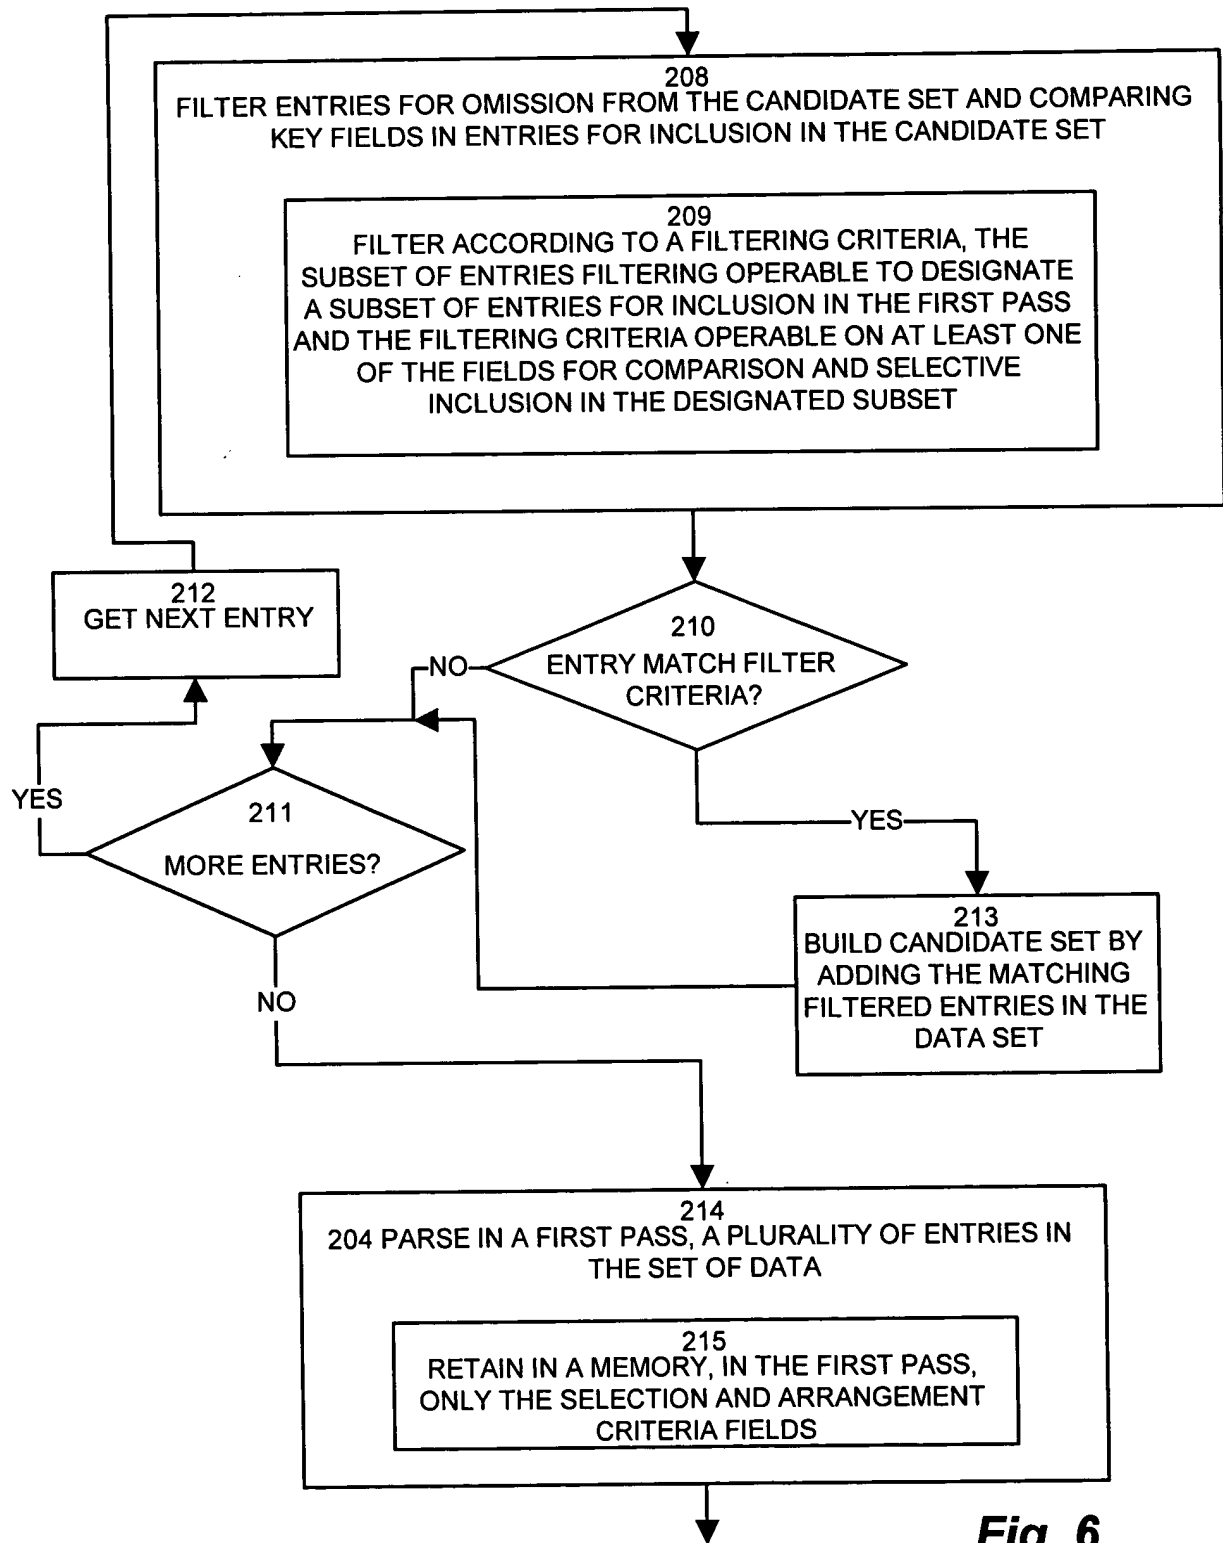 208
FILTER ENTRIES FOR OMISSION FROM THE CANDIDATE SET AND COMPARING
KEY FIELDS IN ENTRIES FOR INCLUSION IN THE CANDIDATE SET
209
FILTER ACCORDING TO A FILTERING CRITERIA, THE
SUBSET OF ENTRIES FILTERING OPERABLE TO DESIGNATE
A SUBSET OF ENTRIES FOR INCLUSION IN THE FIRST PASS
AND THE FILTERING CRITERIA OPERABLE ON AT LEAST ONE
OF THE FIELDS FOR COMPARISON AND SELECTIVE
INCLUSION IN THE DESIGNATED SUBSET
212
GET NEXT ENTRY
210
ENTRY MATCH FILTER
CRITERIA?
NO
YES
211
MORE ENTRIES?
YES
NO
213
BUILD CANDIDATE SET BY
ADDING THE MATCHING
FILTERED ENTRIES IN THE
DATA SET
214
204 PARSE IN A FIRST PASS, A PLURALITY OF ENTRIES IN
THE SET OF DATA
215
RETAIN IN A MEMORY, IN THE FIRST PASS,
ONLY THE SELECTION AND ARRANGEMENT
CRITERIA FIELDS
Fig. 6